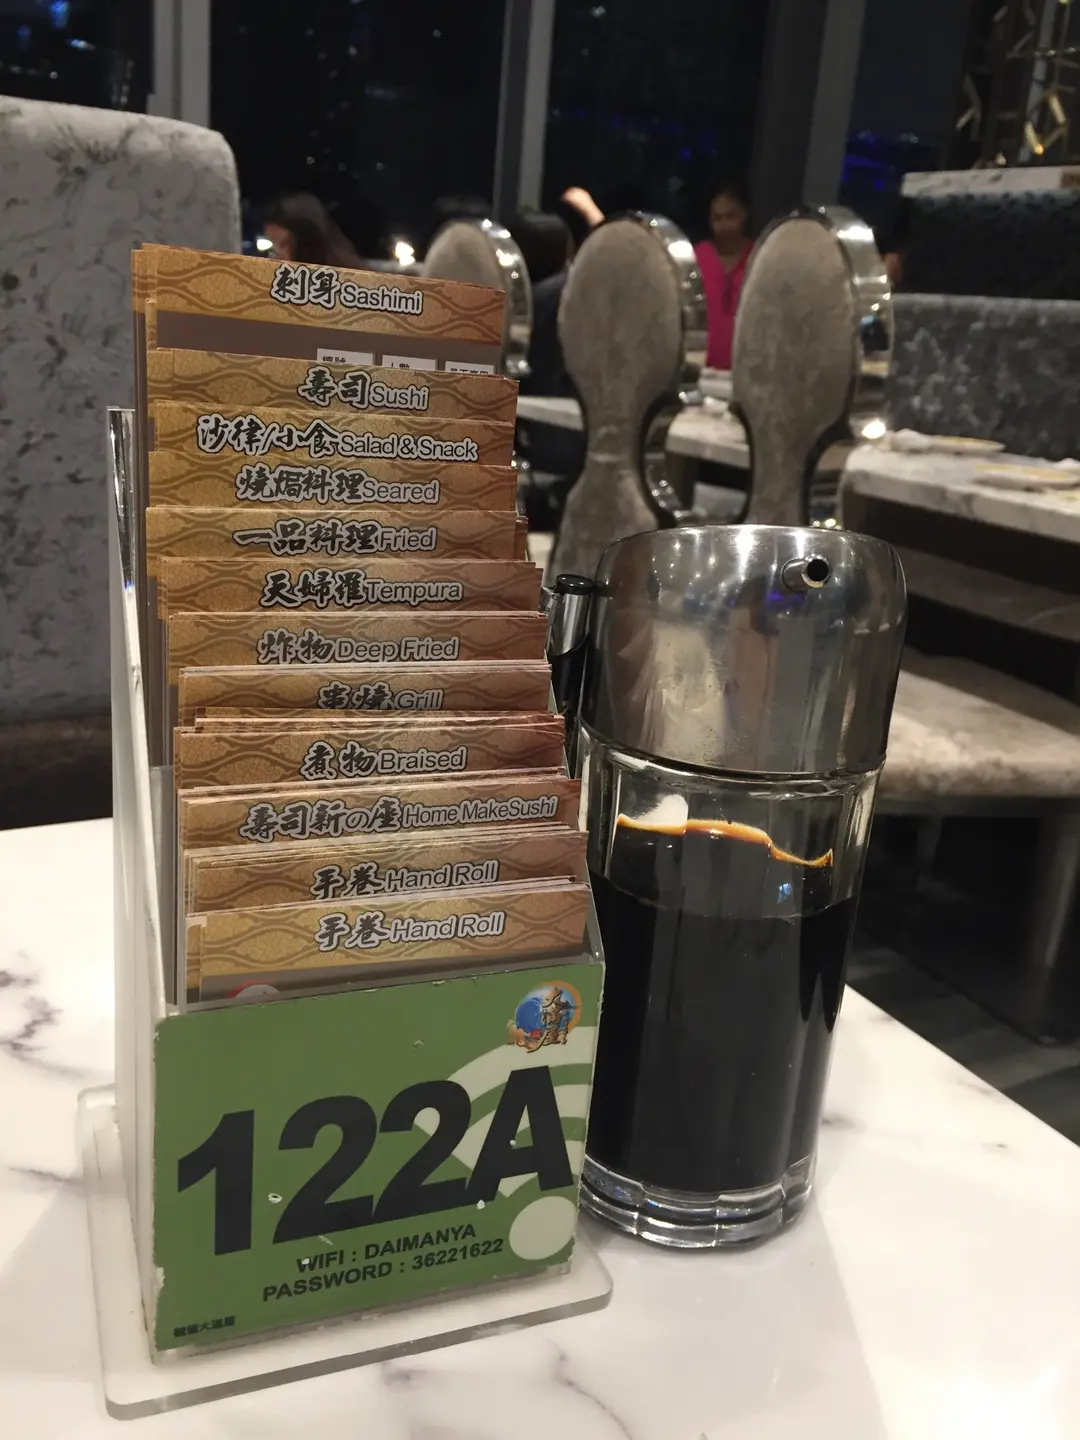 刺身 Sashimi
壽司 Sushi
沙律/小食 Salad & Snack
燒焗料理 Seared
一品料理 Fried
天婦羅 Tempura
炸物 Deep Fried
串燒 Grill
煮物 Braised
壽司新の座 Home MakeSushi
手卷 Hand Roll
手卷 Hand Roll
122A
WIFI : DAIMANYA
PASSWORD : 36221622